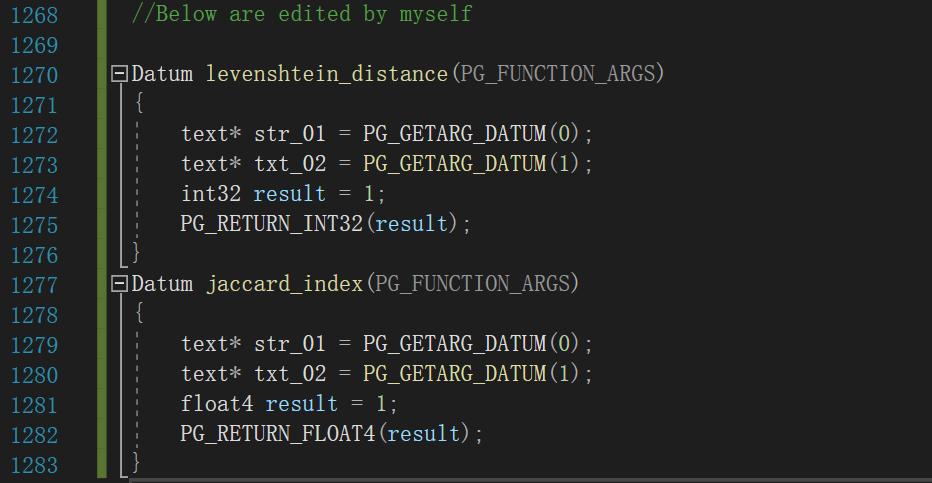 1268 //Below are edited by myself
1269
1270 Datum levenshtein_distance(PG_FUNCTION_ARGS)
1271 {
1272 text* str_01 = PG_GETARG_DATUM(0);
1273 text* txt_02 = PG_GETARG_DATUM(1);
1274 int32 result = 1;
1275 PG_RETURN_INT32(result);
1276 }
1277 Datum jaccard_index(PG_FUNCTION_ARGS)
1278 {
1279 text* str_01 = PG_GETARG_DATUM(0);
1280 text* txt_02 = PG_GETARG_DATUM(1);
1281 float4 result = 1;
1282 PG_RETURN_FLOAT4(result);
1283 }